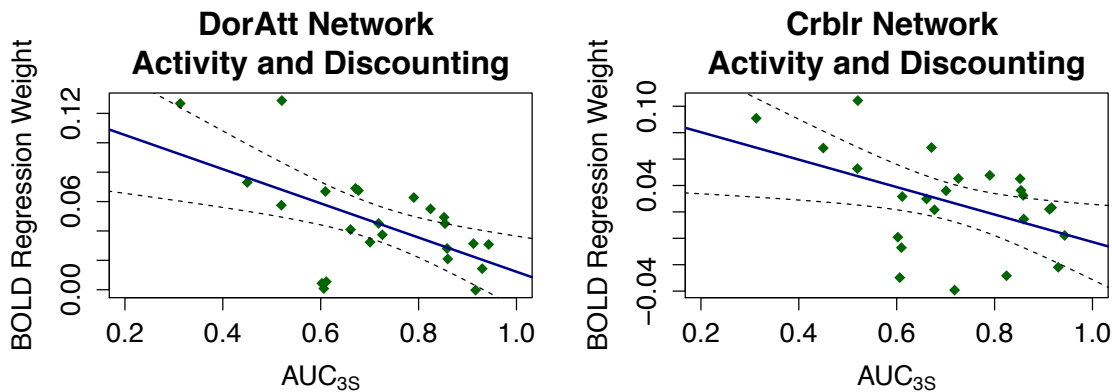 DorAtt Network
Activity and Discounting
BOLD Regression Weight
0.12
0.06
0.00
0.2 0.4 0.6 0.8 1.0
AUC3S
Crblr Network
Activity and Discounting
BOLD Regression Weight
0.10
0.04
−0.04
0.2 0.4 0.6 0.8 1.0
AUC3S